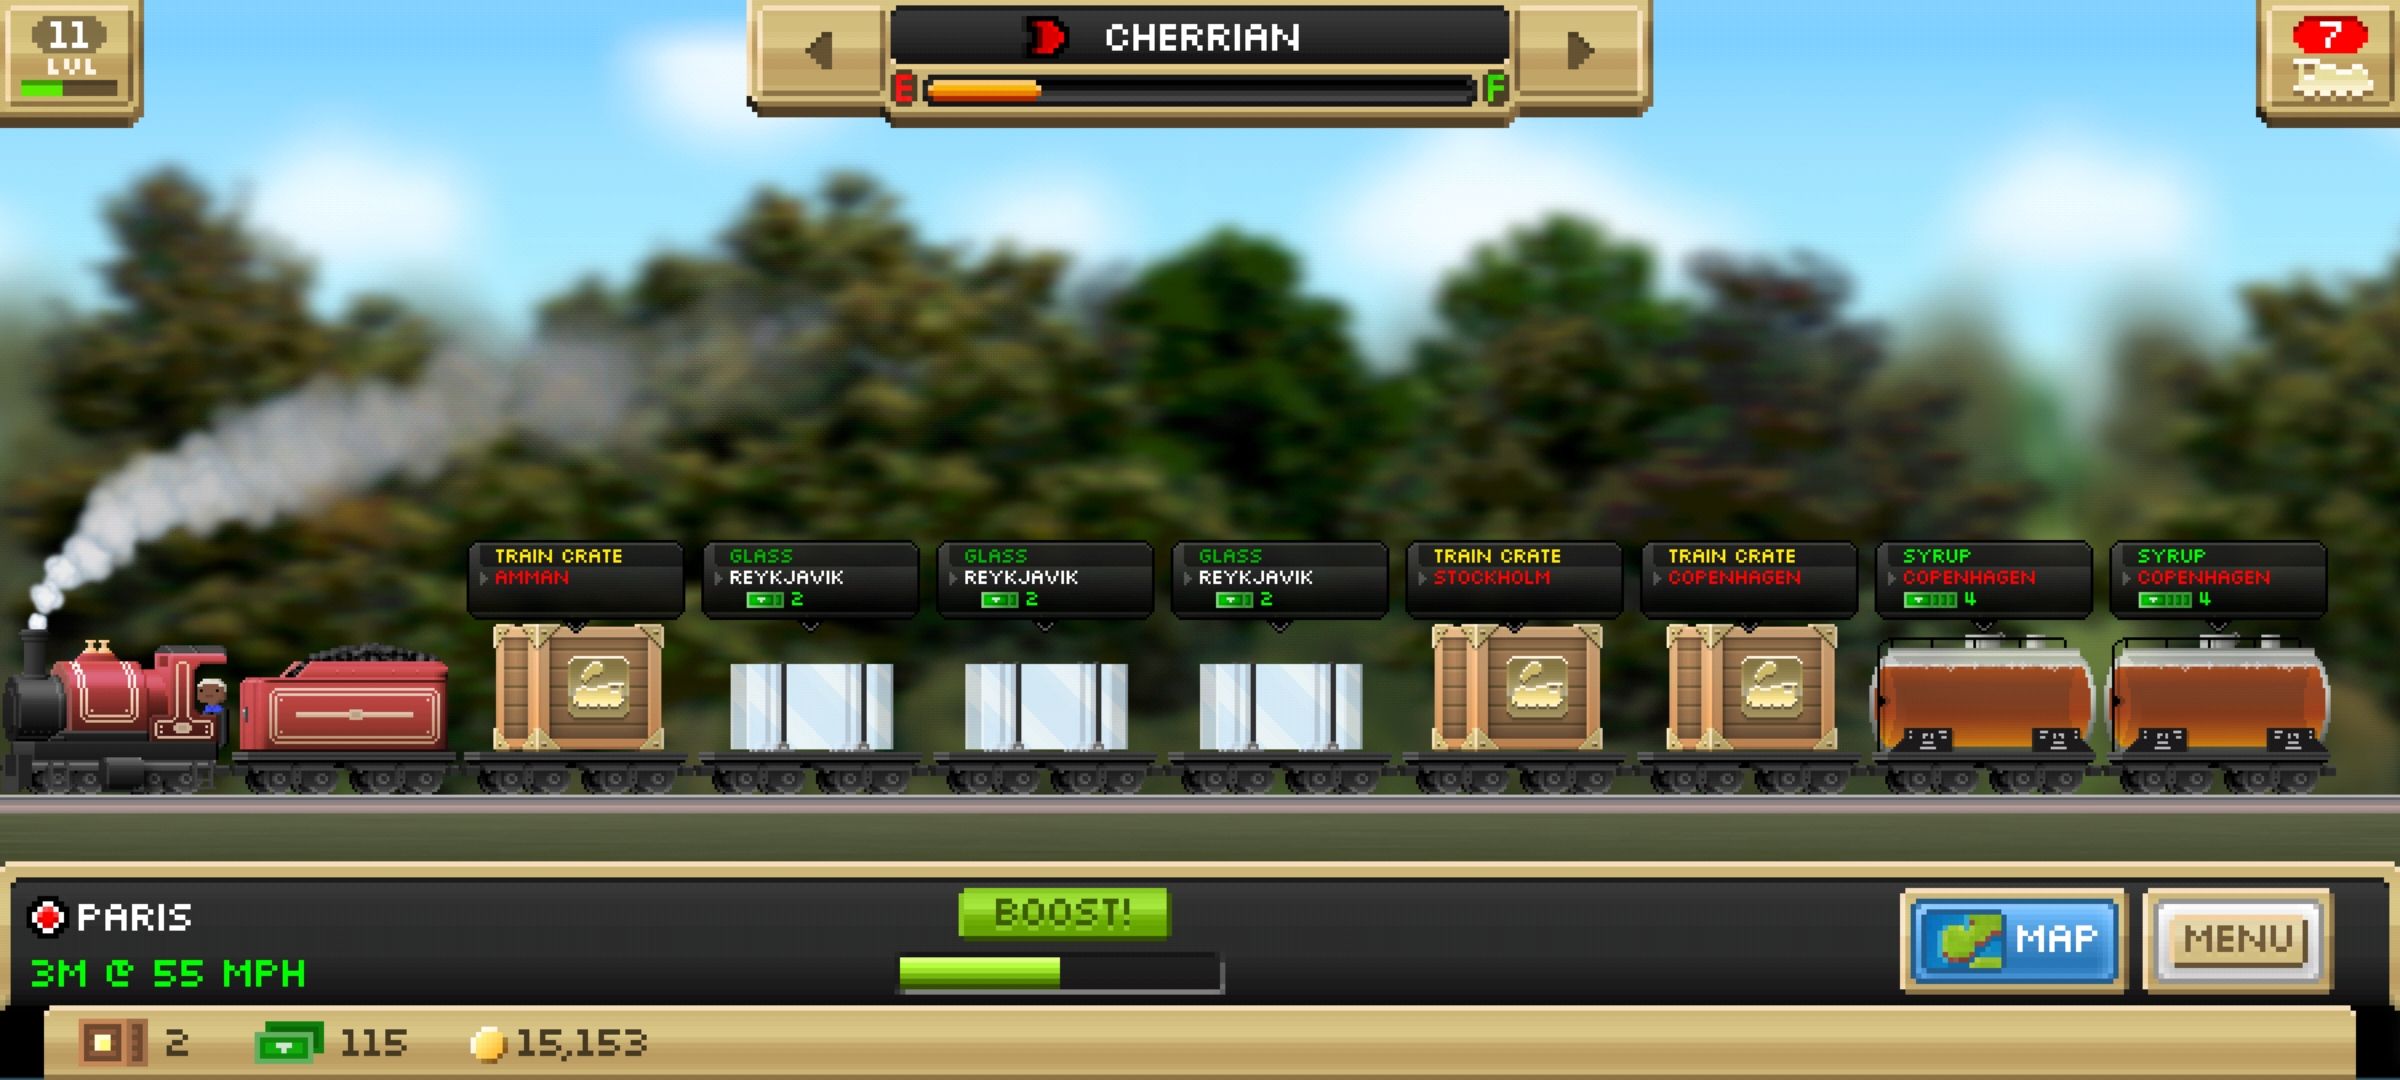 11
LVL
CHERRIAN
E F
7
TRAIN CRATE
AMMAN
GLASS
REYKJAVIK
2
GLASS
REYKJAVIK
2
GLASS
REYKJAVIK
2
TRAIN CRATE
STOCKHOLM
TRAIN CRATE
COPENHAGEN
SYRUP
COPENHAGEN
4
SYRUP
COPENHAGEN
4
PARIS
3M @ 55 MPH
BOOST!
MAP
MENU
2
115
15,153